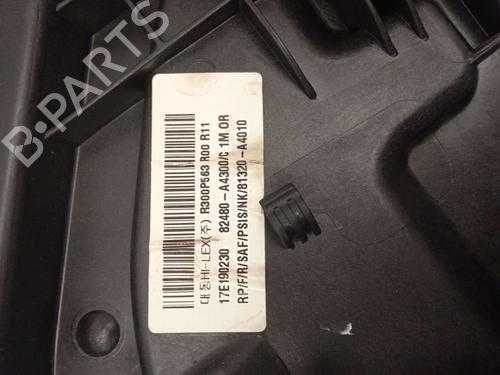 B-PARTS
대동HI-LEX(주) R300P563 R00 R11
17E190230 82480-A4300/C 1M OR
RP/F/R/SAF/PSIS/NK/81320-A4010